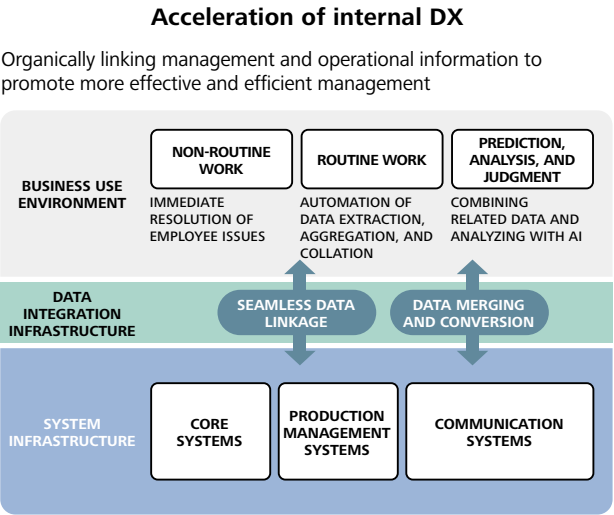 Acceleration of internal DX
Organically linking management and operational information to
promote more effective and efficient management
BUSINESS USE
ENVIRONMENT
NON-ROUTINE
WORK
IMMEDIATE
RESOLUTION OF
EMPLOYEE ISSUES
ROUTINE WORK
AUTOMATION OF
DATA EXTRACTION,
AGGREGATION, AND
COLLATION
PREDICTION,
ANALYSIS, AND
JUDGMENT
COMBINING
RELATED DATA AND
ANALYZING WITH AI
DATA
INTEGRATION
INFRASTRUCTURE
SEAMLESS DATA
LINKAGE
DATA MERGING
AND CONVERSION
SYSTEM
INFRASTRUCTURE
CORE
SYSTEMS
PRODUCTION
MANAGEMENT
SYSTEMS
COMMUNICATION
SYSTEMS